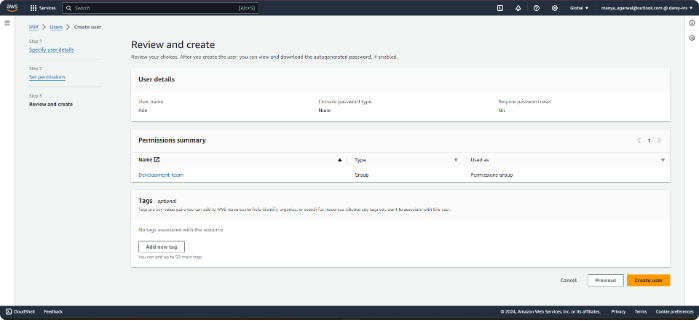 aws
Services
Search
[Alt+S]
Global
IAM > Users > Create user
Step 1
Specify user details
Step 2
Set permissions
Step 3
Review and create
Review and create
Review your choices. After you create the user, you can view and download the autogenerated password, if enabled.
User details
User name
Console password type
Require password reset
None
No
Permissions summary
1
Name
Type
Used as
Development-team
Group
Permissions group
Tags - optional
Tags are key-value pairs you can add to AWS resources to help identify, organize, or search for resources. Choose any tags you want to associate with this user.
No tags associated with the resource.
Add new tag
You can add up to 50 more tags.
Cancel
Previous
Create user
CloudShell
Feedback
© 2024, Amazon Web Services, Inc. or its affiliates.
Privacy
Terms
Cookie preferences